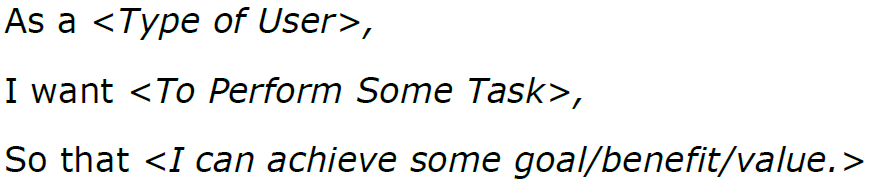 As a <Type of User>,
I want <To Perform Some Task>,
So that <I can achieve some goal/benefit/value.>